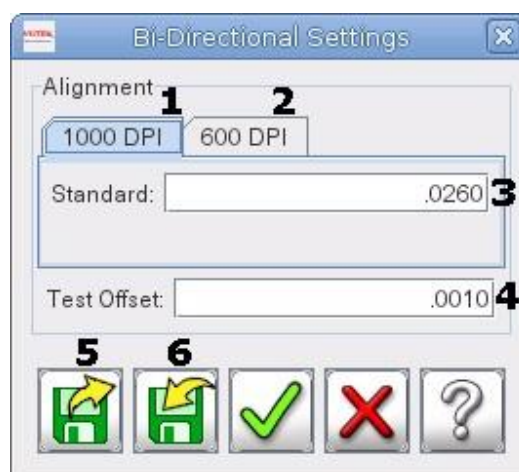 VUTEk
Bi-Directional Settings
Alignment
1 2
1000 DPI 600 DPI
Standard: .0260 3
Test Offset: .0010 4
5 6
?